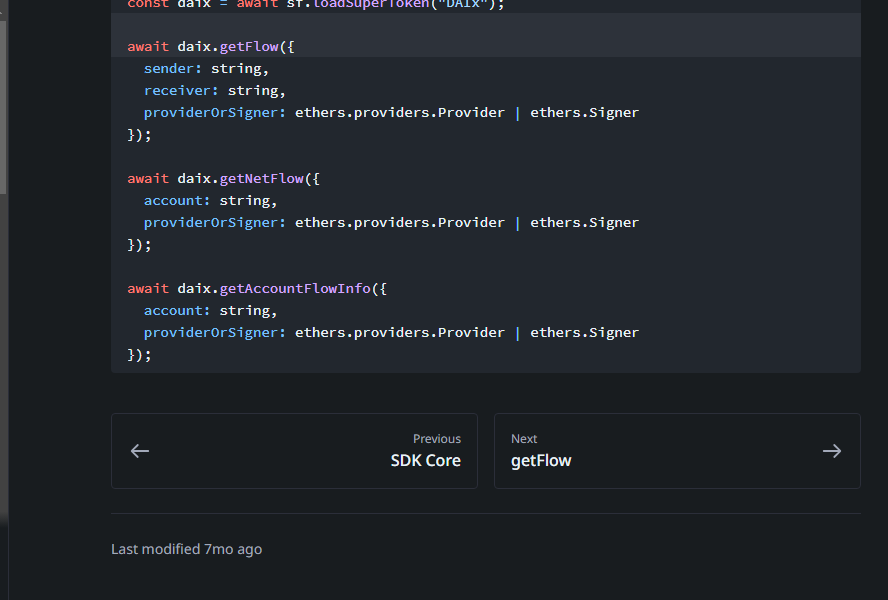 const daix = await sf.loadSuperToken("DAIx");
await daix.getFlow({
sender: string,
receiver: string,
providerOrSigner: ethers.providers.Provider | ethers.Signer
});
await daix.getNetFlow({
account: string,
providerOrSigner: ethers.providers.Provider | ethers.Signer
});
await daix.getAccountFlowInfo({
account: string,
providerOrSigner: ethers.providers.Provider | ethers.Signer
});
Previous
SDK Core
Next
getFlow
Last modified 7mo ago